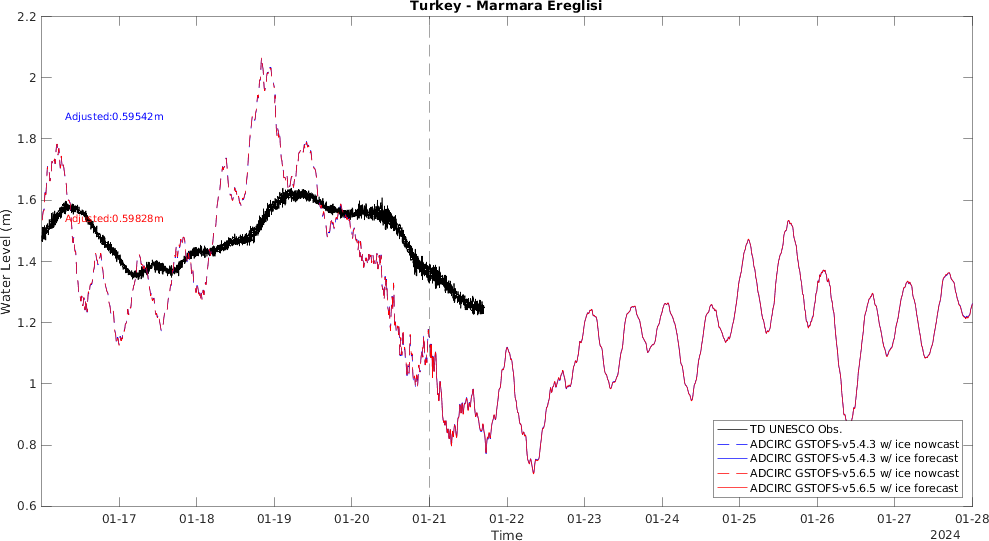 Turkey - Marmara Ereglisi
2.2
2
1.8
1.6
1.4
1.2
1
0.8
0.6
Water Level (m)
Adjusted:0.59542m
Adjusted:0.59828m
TD UNESCO Obs.
ADCIRC GSTOFS-v5.4.3 w/ ice nowcast
ADCIRC GSTOFS-v5.4.3 w/ ice forecast
ADCIRC GSTOFS-v5.6.5 w/ ice nowcast
ADCIRC GSTOFS-v5.6.5 w/ ice forecast
01-17 01-18 01-19 01-20 01-21 01-22 01-23 01-24 01-25 01-26 01-27 01-28
Time
2024